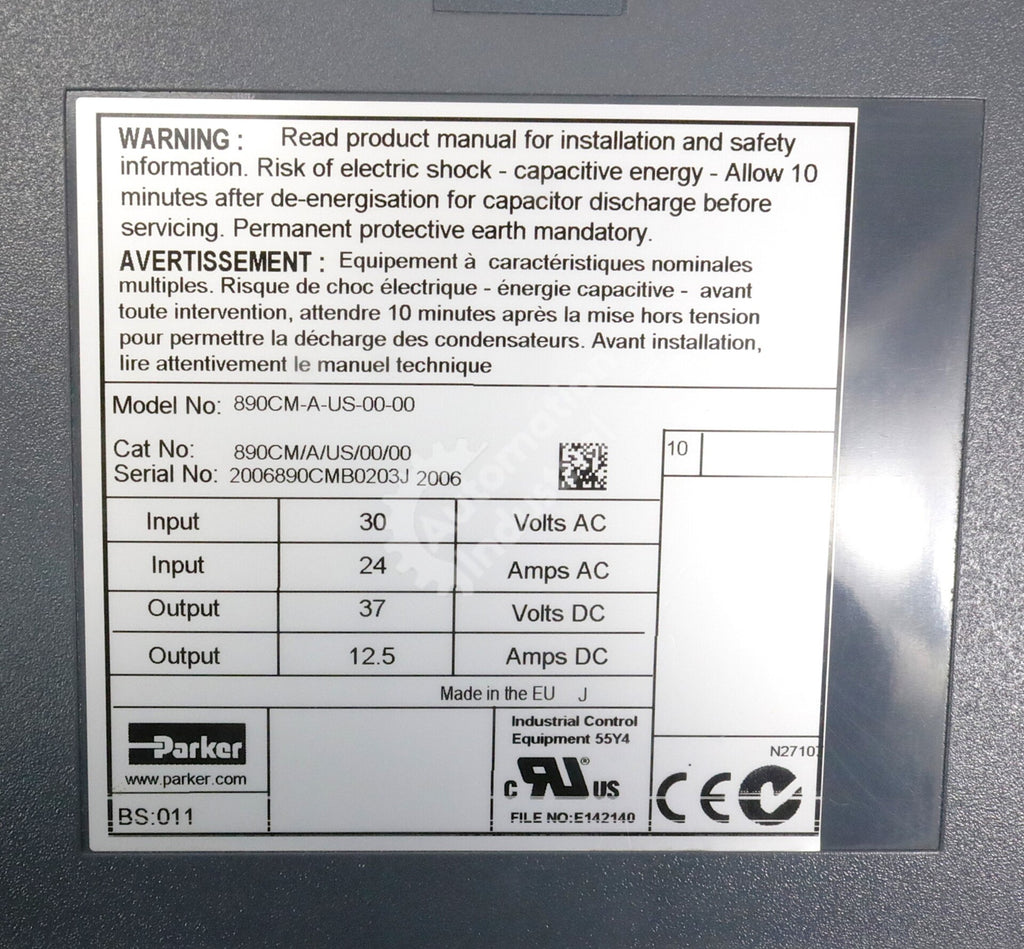 WARNING : Read product manual for installation and safety
information. Risk of electric shock - capacitive energy - Allow 10
minutes after de-energisation for capacitor discharge before
servicing. Permanent protective earth mandatory.
AVERTISSEMENT : Equipement à caractéristiques nominales
multiples. Risque de choc électrique - énergie capacitive - avant
toute intervention, attendre 10 minutes après la mise hors tension
pour permettre la décharge des condensateurs. Avant installation,
lire attentivement le manuel technique
Model No: 890CM-A-US-00-00
Cat No: 890CM/A/US/00/00
Serial No: 2006890CMB0203J 2006
10
Input 30 Volts AC
Input 24 Amps AC
Output 37 Volts DC
Output 12.5 Amps DC
Made in the EU J
Parker
www.parker.com
BS:011
Industrial Control
Equipment 55Y4
c RU ® US
FILE NO:E142140
N27107
CE
Automation
Industrial